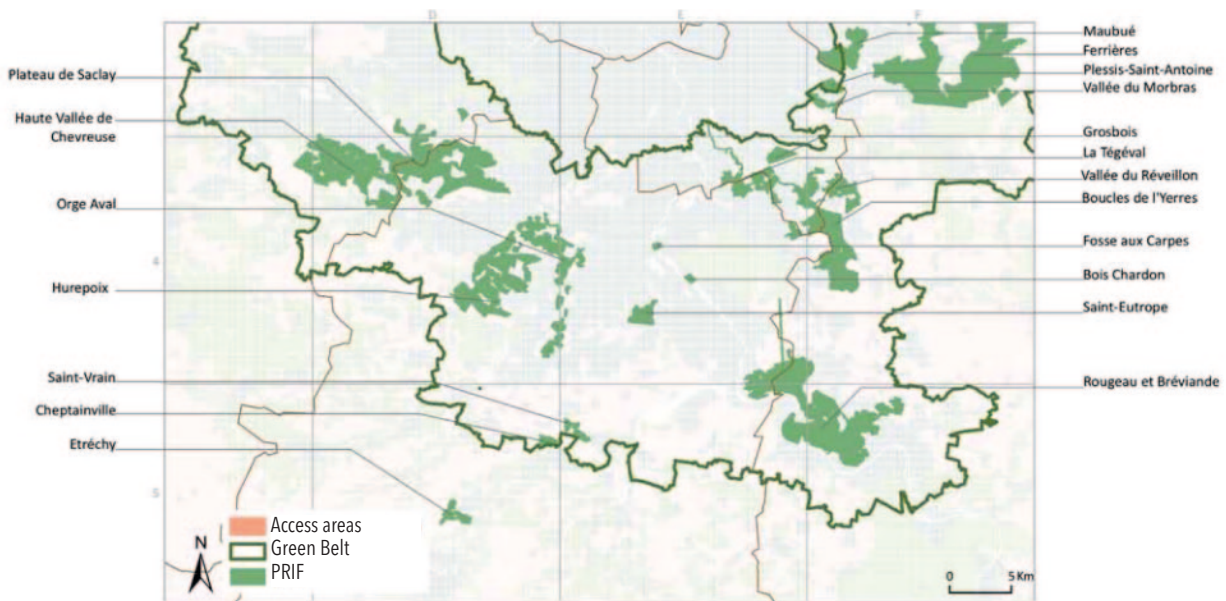 D
E
F
Plateau de Saclay
Haute Vallée de
Chevreuse
Orge Aval
4
Hurepoix
Saint-Vrain
Cheptainville
Etréchy
5
Maubué
Ferrières
Plessis-Saint-Antoine
Vallée du Morbras
Grosbois
La Tégéval
Vallée du Réveillon
Boucles de l'Yerres
Fosse aux Carpes
Bois Chardon
Saint-Eutrope
Rougeau et Bréviande
N
Access areas
Green Belt
PRIF
0 5 Km